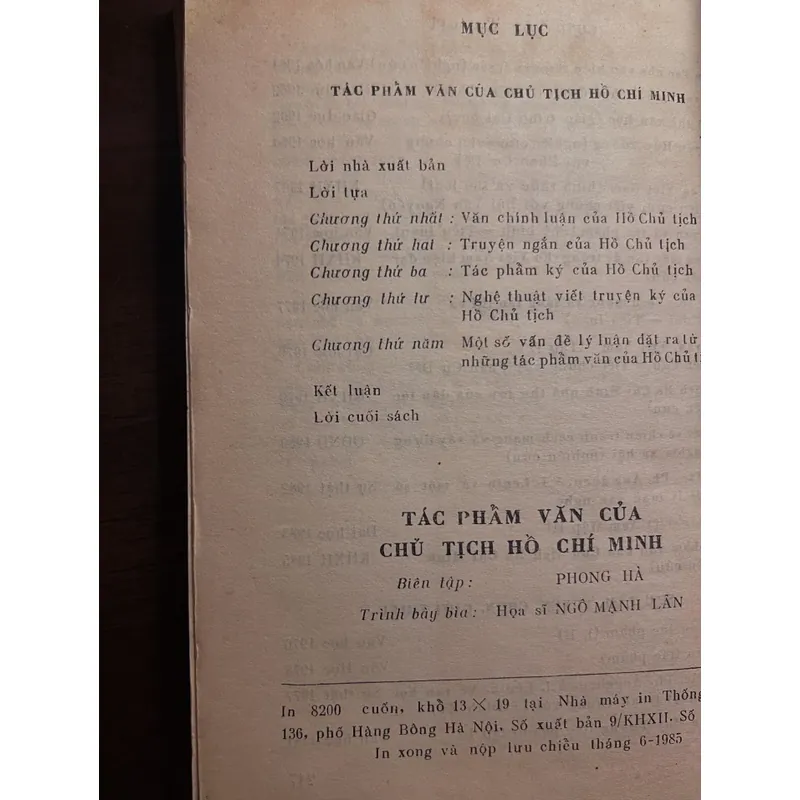 MỤC LỤC
TÁC PHẨM VĂN CỦA CHỦ TỊCH HỒ CHÍ MINH
Lời nhà xuất bản
Lời tựa
Chương thứ nhất : Văn chính luận của Hồ Chủ tịch
Chương thứ hai : Truyện ngắn của Hồ Chủ tịch
Chương thứ ba : Tác phẩm ký của Hồ Chủ tịch
Chương thứ tư : Nghệ thuật viết truyện ký của
Hồ Chủ tịch
Chương thứ năm Một số vấn đề lý luận đặt ra từ
những tác phẩm văn của Hồ Chủ
Kết luận
Lời cuối sách
TÁC PHẨM VĂN CỦA
CHỦ TỊCH HỒ CHÍ MINH
Biên tập: PHONG HÀ
Trình bày bìa: Họa sĩ NGÔ MẠNH LÂN
In 8200 cuốn, khổ 13 × 19 tại Nhà máy in Thống
136, phố Hàng Bông Hà Nội. Số xuất bản 9/KHXII. Số
In xong và nộp lưu chiểu tháng 6-1985